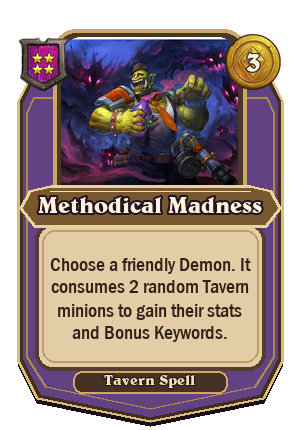 3
Methodical Madness
Choose a friendly Demon. It
consumes 2 random Tavern
minions to gain their stats
and Bonus Keywords.
Tavern Spell